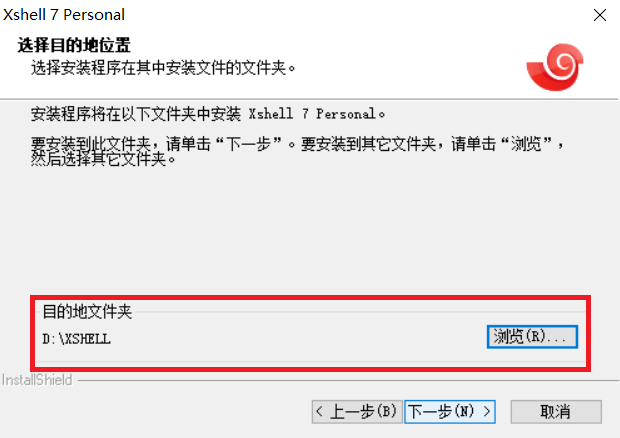 Xshell 7 Personal
选择目的地位置
选择安装程序在其中安装文件的文件夹。
安装程序将在以下文件夹中安装 Xshell 7 Personal。
要安装到此文件夹，请单击“下一步”。要安装到其它文件夹，请单击“浏览”，
然后选择其它文件夹。
目的地文件夹
D:\XSHELL
浏览(R)...
InstallShield
< 上一步(B)
下一步(N) >
取消